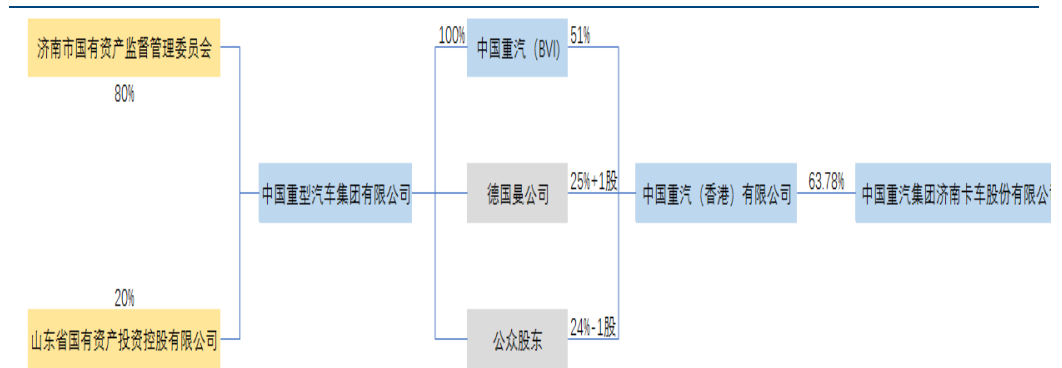 济南市国有资产监督管理委员会
80%
20%
山东省国有资产投资控股有限公司
中国重型汽车集团有限公司
100%
中国重汽（BVI)
51%
德国曼公司
25%+1股
公众股东
24%-1股
中国重汽（香港）有限公司
63.78%
中国重汽集团济南卡车股份有限公